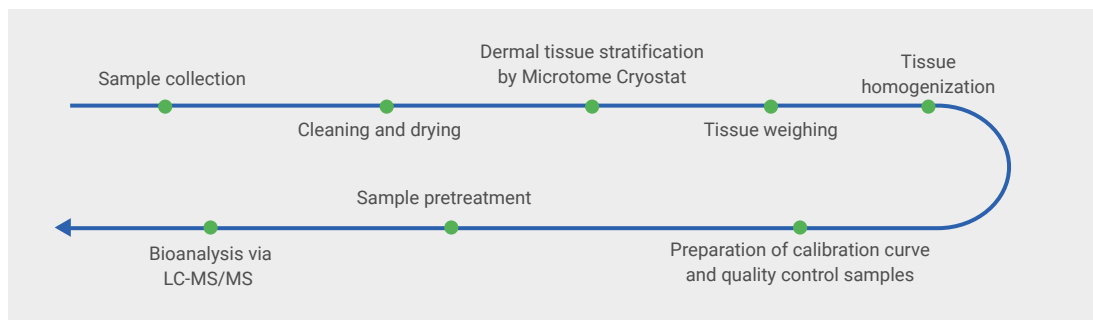 Sample collection
Cleaning and drying
Dermal tissue stratification
by Microtome Cryostat
Tissue weighing
Tissue
homogenization
Preparation of calibration curve
and quality control samples
Sample pretreatment
Bioanalysis via
LC-MS/MS